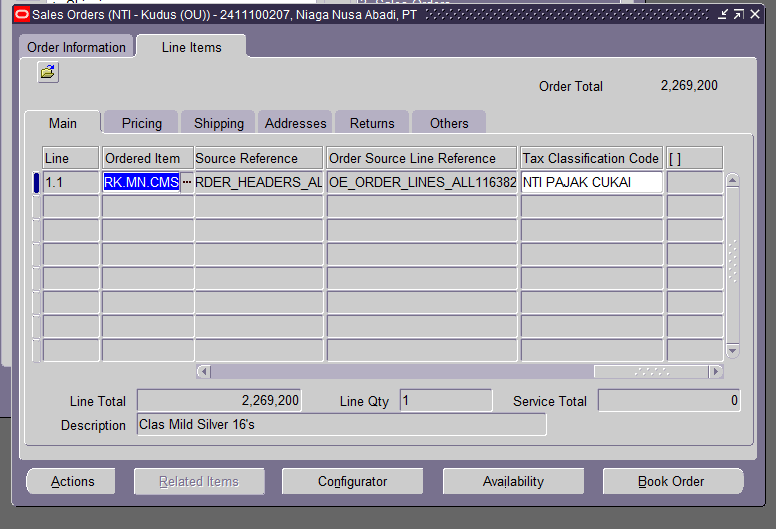 Sales Orders (NTI - Kudus (OU)) - 2411100207, Niaga Nusa Abadi, PT
Order Information
Line Items
Order Total 2,269,200
Main Pricing Shipping Addresses Returns Others
Line Ordered Item Source Reference Order Source Line Reference Tax Classification Code [ ]
1.1 RK.MN.CMS ... RDER_HEADERS_AL OE_ORDER_LINES_ALL116382 NTI PAJAK CUKAI
Line Total 2,269,200 Line Qty 1 Service Total 0
Description Clas Mild Silver 16's
Actions Related Items Configurator Availability Book Order